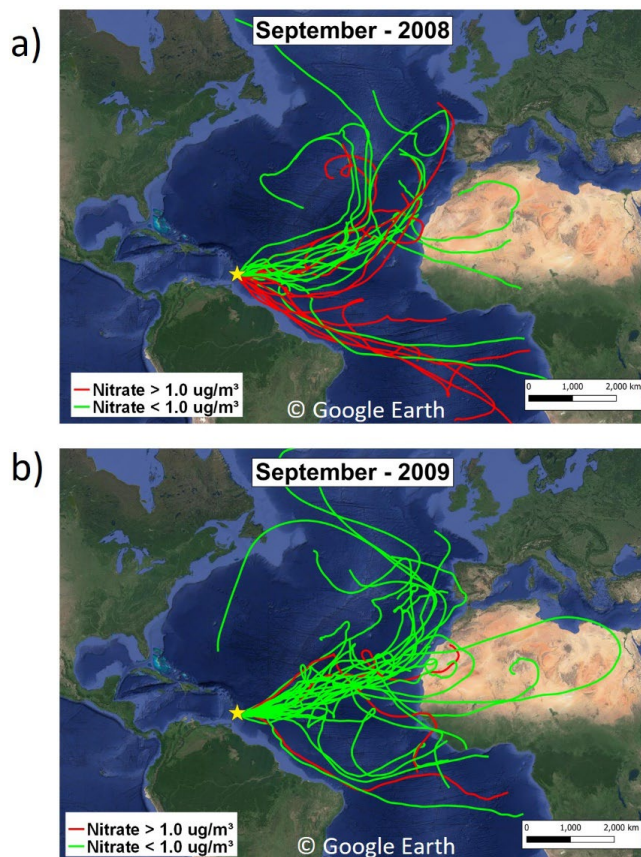 a)
September - 2008
Nitrate > 1.0 ug/m³
Nitrate < 1.0 ug/m³
© Google Earth
0 1,000 2,000 km
b)
September - 2009
Nitrate > 1.0 ug/m³
Nitrate < 1.0 ug/m³
© Google Earth
0 1,000 2,000 km